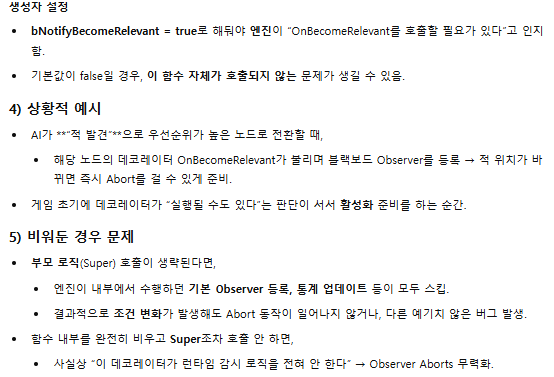 생성자 설정
• bNotifyBecomeRelevant = true로 해둬야 엔진이 “OnBecomeRelevant를 호출할 필요가 있다”고 인지
함.
• 기본값이 false일 경우, 이 함수 자체가 호출되지 않는 문제가 생길 수 있음.
4) 상황적 예시
• AI가 **“적 발견”**으로 우선순위가 높은 노드로 전환할 때,
• 해당 노드의 데코레이터 OnBecomeRelevant가 불리며 블랙보드 Observer를 등록 → 적 위치가 바
뀌면 즉시 Abort를 걸 수 있게 준비.
• 게임 초기에 데코레이터가 “실행될 수도 있다”는 판단이 서서 활성화 준비를 하는 순간.
5) 비워둔 경우 문제
• 부모 로직(Super) 호출이 생략된다면,
• 엔진이 내부에서 수행하던 기본 Observer 등록, 통계 업데이트 등이 모두 스킵.
• 결과적으로 조건 변화가 발생해도 Abort 동작이 일어나지 않거나, 다른 예기치 않은 버그 발생.
• 함수 내부를 완전히 비우고 Super조차 호출 안 하면,
• 사실상 “이 데코레이터가 런타임 감시 로직을 전혀 안 한다” → Observer Aborts 무력화.